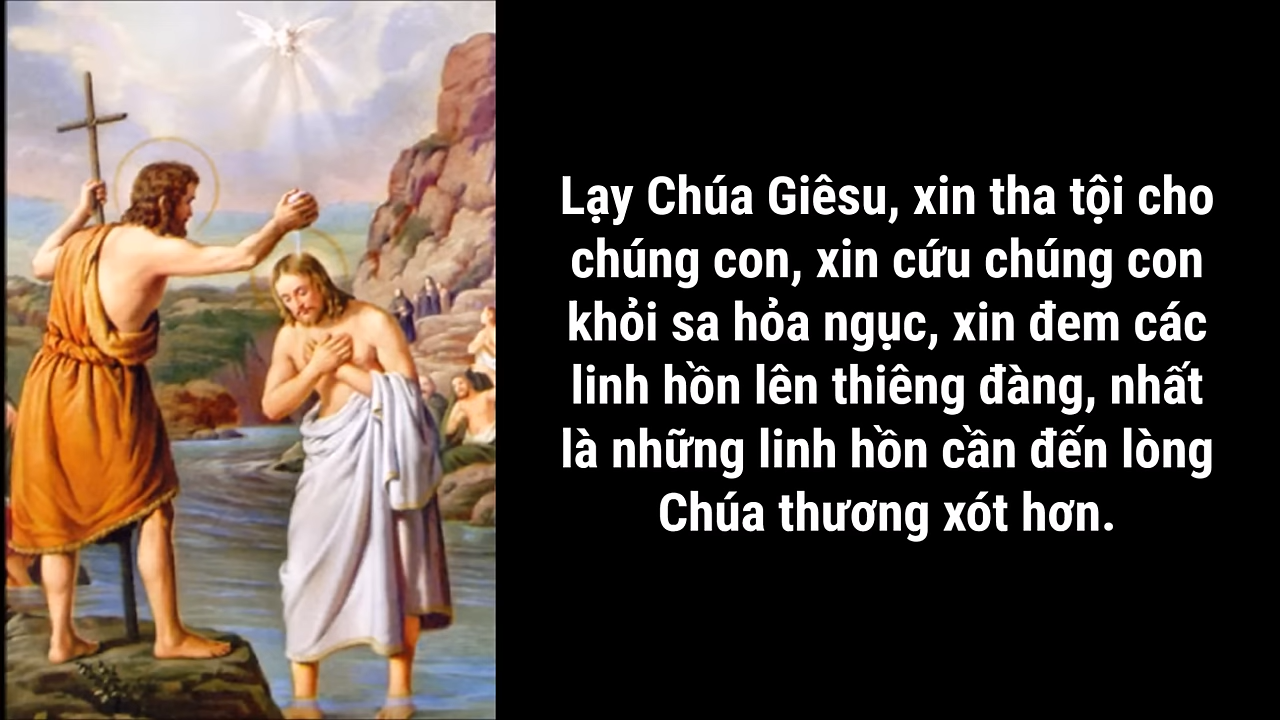 Lạy Chúa Giêsu, xin tha tội cho
chúng con, xin cứu chúng con
khỏi sa hỏa ngục, xin đem các
linh hồn lên thiêng đàng, nhất
là những linh hồn cần đến lòng
Chúa thương xót hơn.